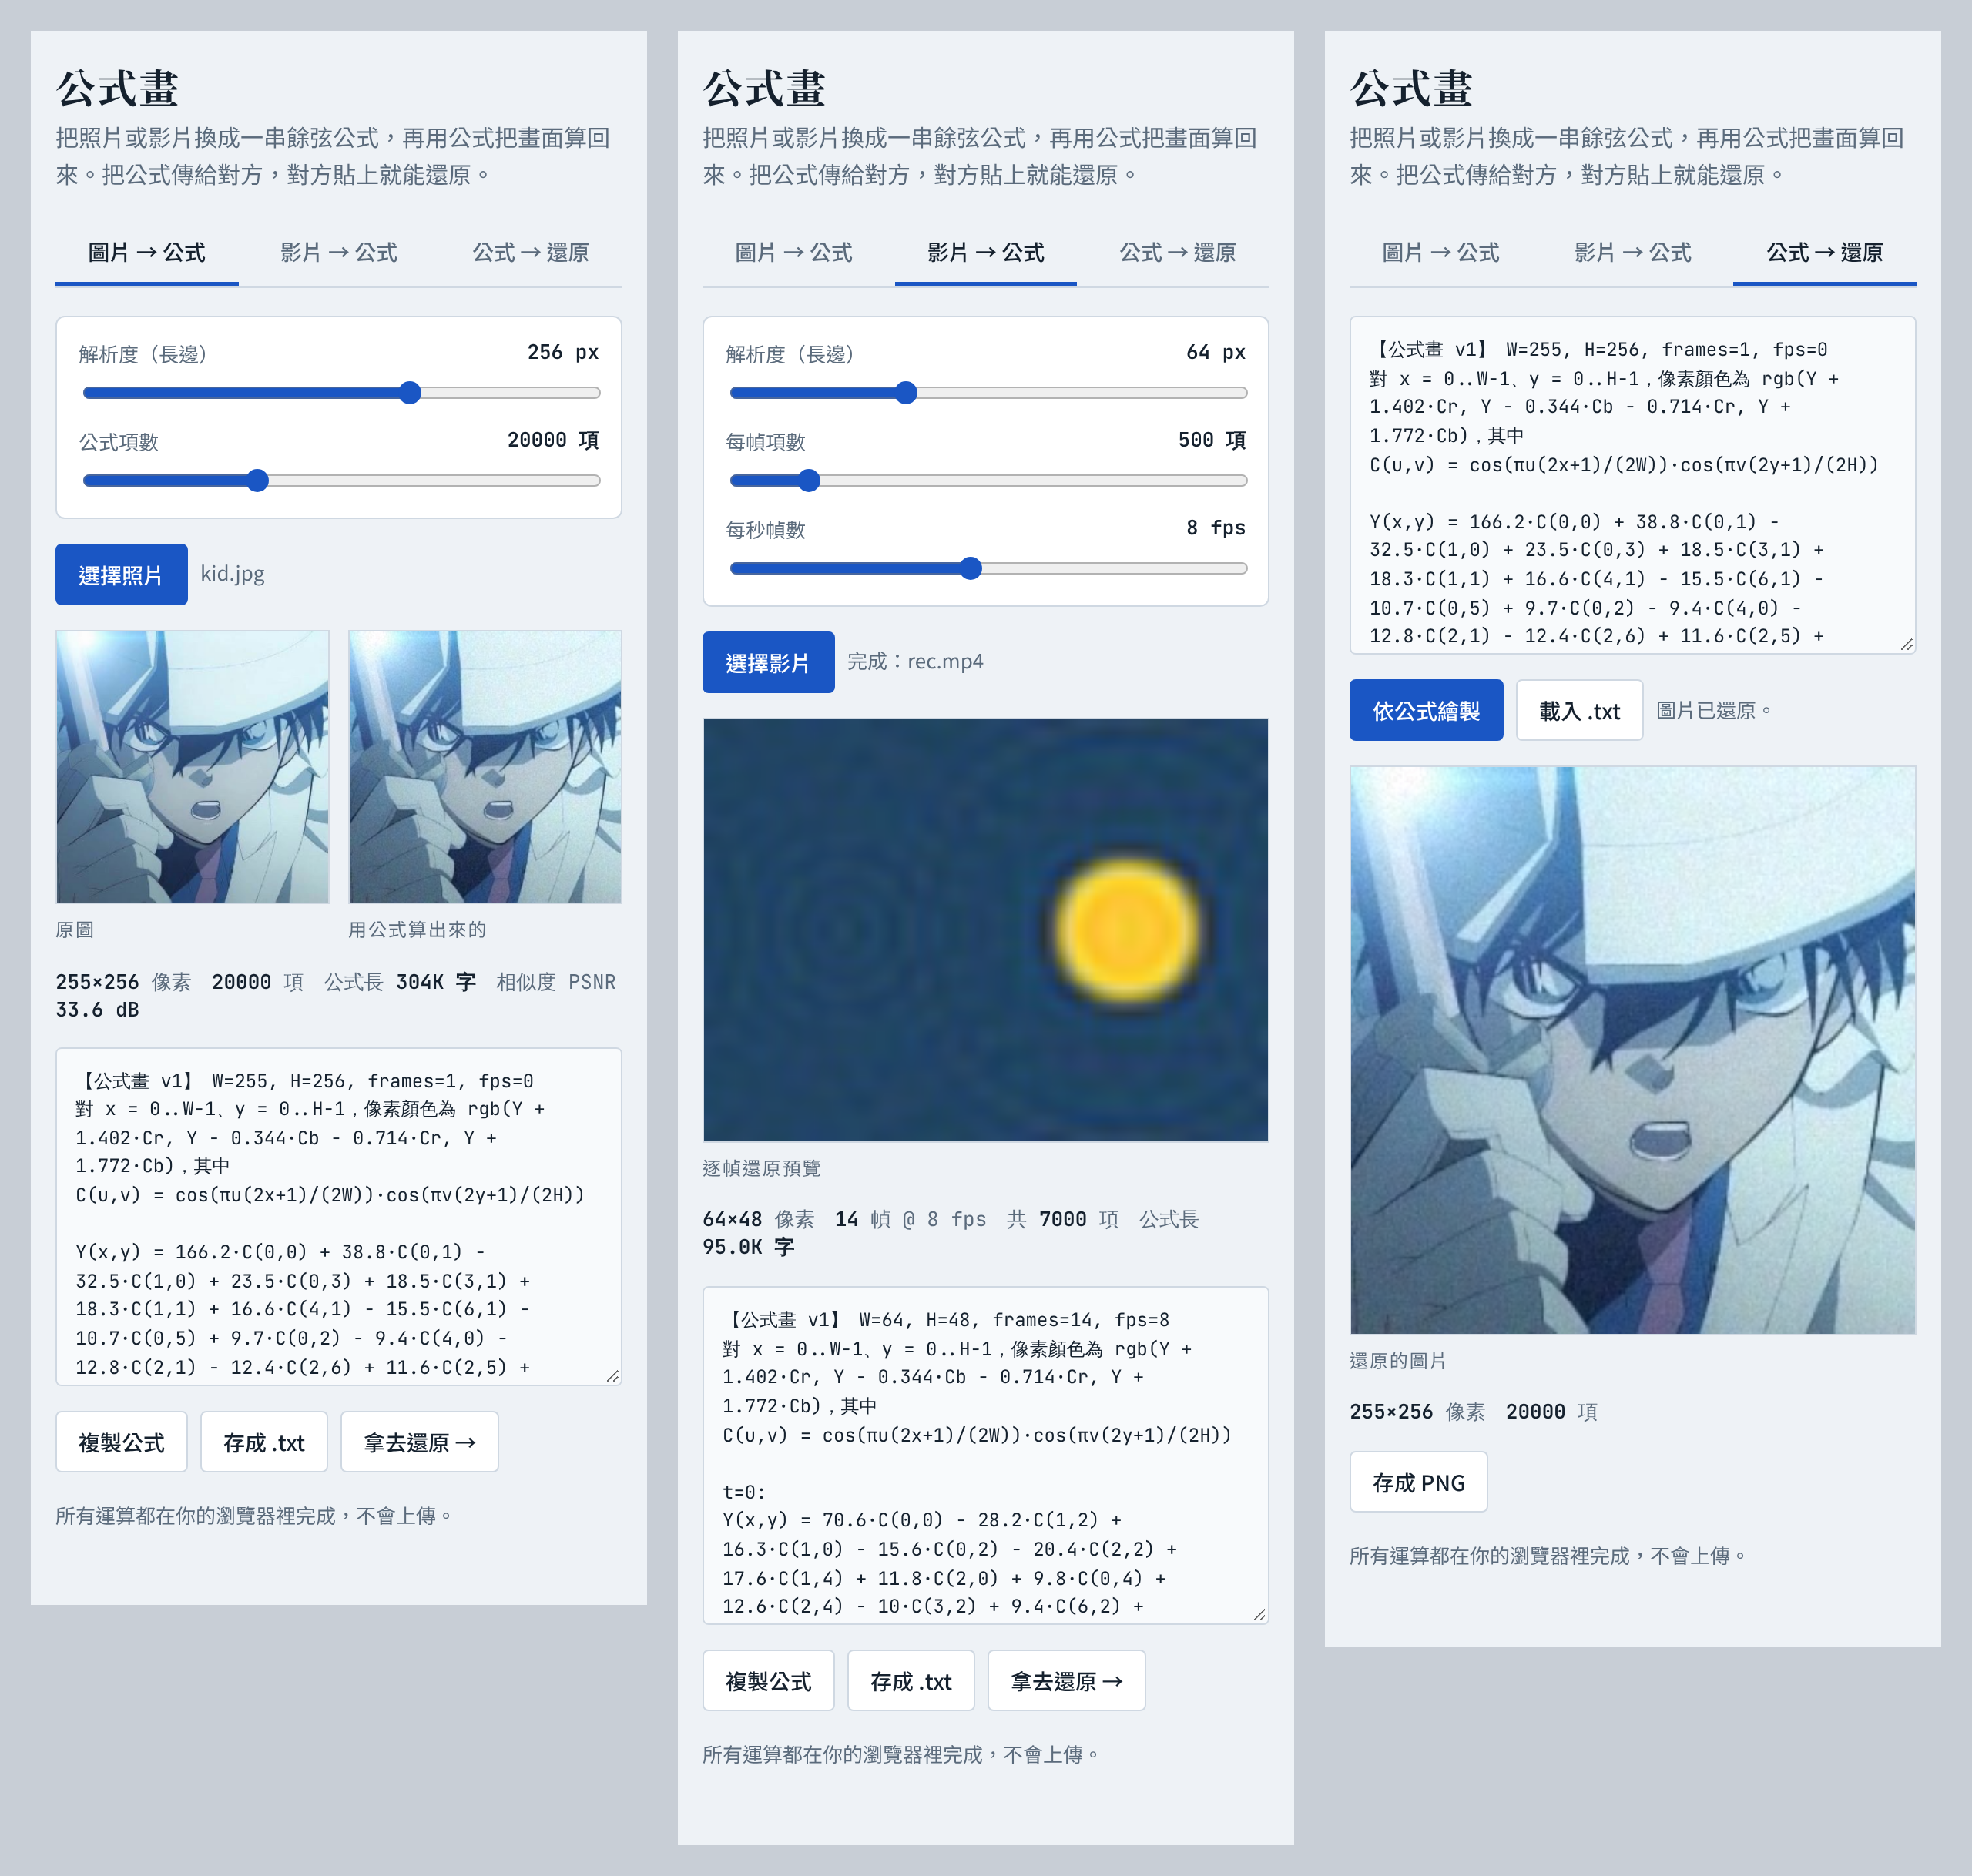 公式畫
把照片或影片換成一串餘弦公式，再用公式把畫面算回
來。把公式傳給對方，對方貼上就能還原。
圖片 → 公式
影片 → 公式
公式 → 還原
解析度（長邊）
256 px
公式項數
20000 項
選擇照片
kid.jpg
原圖
用公式算出來的
255×256 像素 20000 項 公式長 304K 字 相似度 PSNR
33.6 dB
【公式畫 v1】 W=255, H=256, frames=1, fps=0
對 x = 0..W-1、y = 0..H-1，像素顏色為 rgb(Y +
1.402·Cr, Y - 0.344·Cb - 0.714·Cr, Y +
1.772·Cb)，其中
C(u,v) = cos(πu(2x+1)/(2W))·cos(πv(2y+1)/(2H))
Y(x,y) = 166.2·C(0,0) + 38.8·C(0,1) -
32.5·C(1,0) + 23.5·C(0,3) + 18.5·C(3,1) +
18.3·C(1,1) + 16.6·C(4,1) - 15.5·C(6,1) -
10.7·C(0,5) + 9.7·C(0,2) - 9.4·C(4,0) -
12.8·C(2,1) - 12.4·C(2,6) + 11.6·C(2,5) +
複製公式
存成 .txt
拿去還原 →
所有運算都在你的瀏覽器裡完成，不會上傳。
公式畫
把照片或影片換成一串餘弦公式，再用公式把畫面算回
來。把公式傳給對方，對方貼上就能還原。
圖片 → 公式
影片 → 公式
公式 → 還原
解析度（長邊）
64 px
每幀項數
500 項
每秒幀數
8 fps
選擇影片
完成：rec.mp4
逐幀還原預覽
64×48 像素 14 幀 @ 8 fps 共 7000 項 公式長
95.0K 字
【公式畫 v1】 W=64, H=48, frames=14, fps=8
對 x = 0..W-1、y = 0..H-1，像素顏色為 rgb(Y +
1.402·Cr, Y - 0.344·Cb - 0.714·Cr, Y +
1.772·Cb)，其中
C(u,v) = cos(πu(2x+1)/(2W))·cos(πv(2y+1)/(2H))
t=0:
Y(x,y) = 70.6·C(0,0) - 28.2·C(1,2) +
16.3·C(1,0) - 15.6·C(0,2) - 20.4·C(2,2) +
17.6·C(1,4) + 11.8·C(2,0) + 9.8·C(0,4) +
12.6·C(2,4) - 10·C(3,2) + 9.4·C(6,2) +
複製公式
存成 .txt
拿去還原 →
所有運算都在你的瀏覽器裡完成，不會上傳。
公式畫
把照片或影片換成一串餘弦公式，再用公式把畫面算回
來。把公式傳給對方，對方貼上就能還原。
圖片 → 公式
影片 → 公式
公式 → 還原
【公式畫 v1】 W=255, H=256, frames=1, fps=0
對 x = 0..W-1、y = 0..H-1，像素顏色為 rgb(Y +
1.402·Cr, Y - 0.344·Cb - 0.714·Cr, Y +
1.772·Cb)，其中
C(u,v) = cos(πu(2x+1)/(2W))·cos(πv(2y+1)/(2H))
Y(x,y) = 166.2·C(0,0) + 38.8·C(0,1) -
32.5·C(1,0) + 23.5·C(0,3) + 18.5·C(3,1) +
18.3·C(1,1) + 16.6·C(4,1) - 15.5·C(6,1) -
10.7·C(0,5) + 9.7·C(0,2) - 9.4·C(4,0) -
12.8·C(2,1) - 12.4·C(2,6) + 11.6·C(2,5) +
依公式繪製
載入 .txt
圖片已還原。
還原的圖片
255×256 像素 20000 項
存成 PNG
所有運算都在你的瀏覽器裡完成，不會上傳。